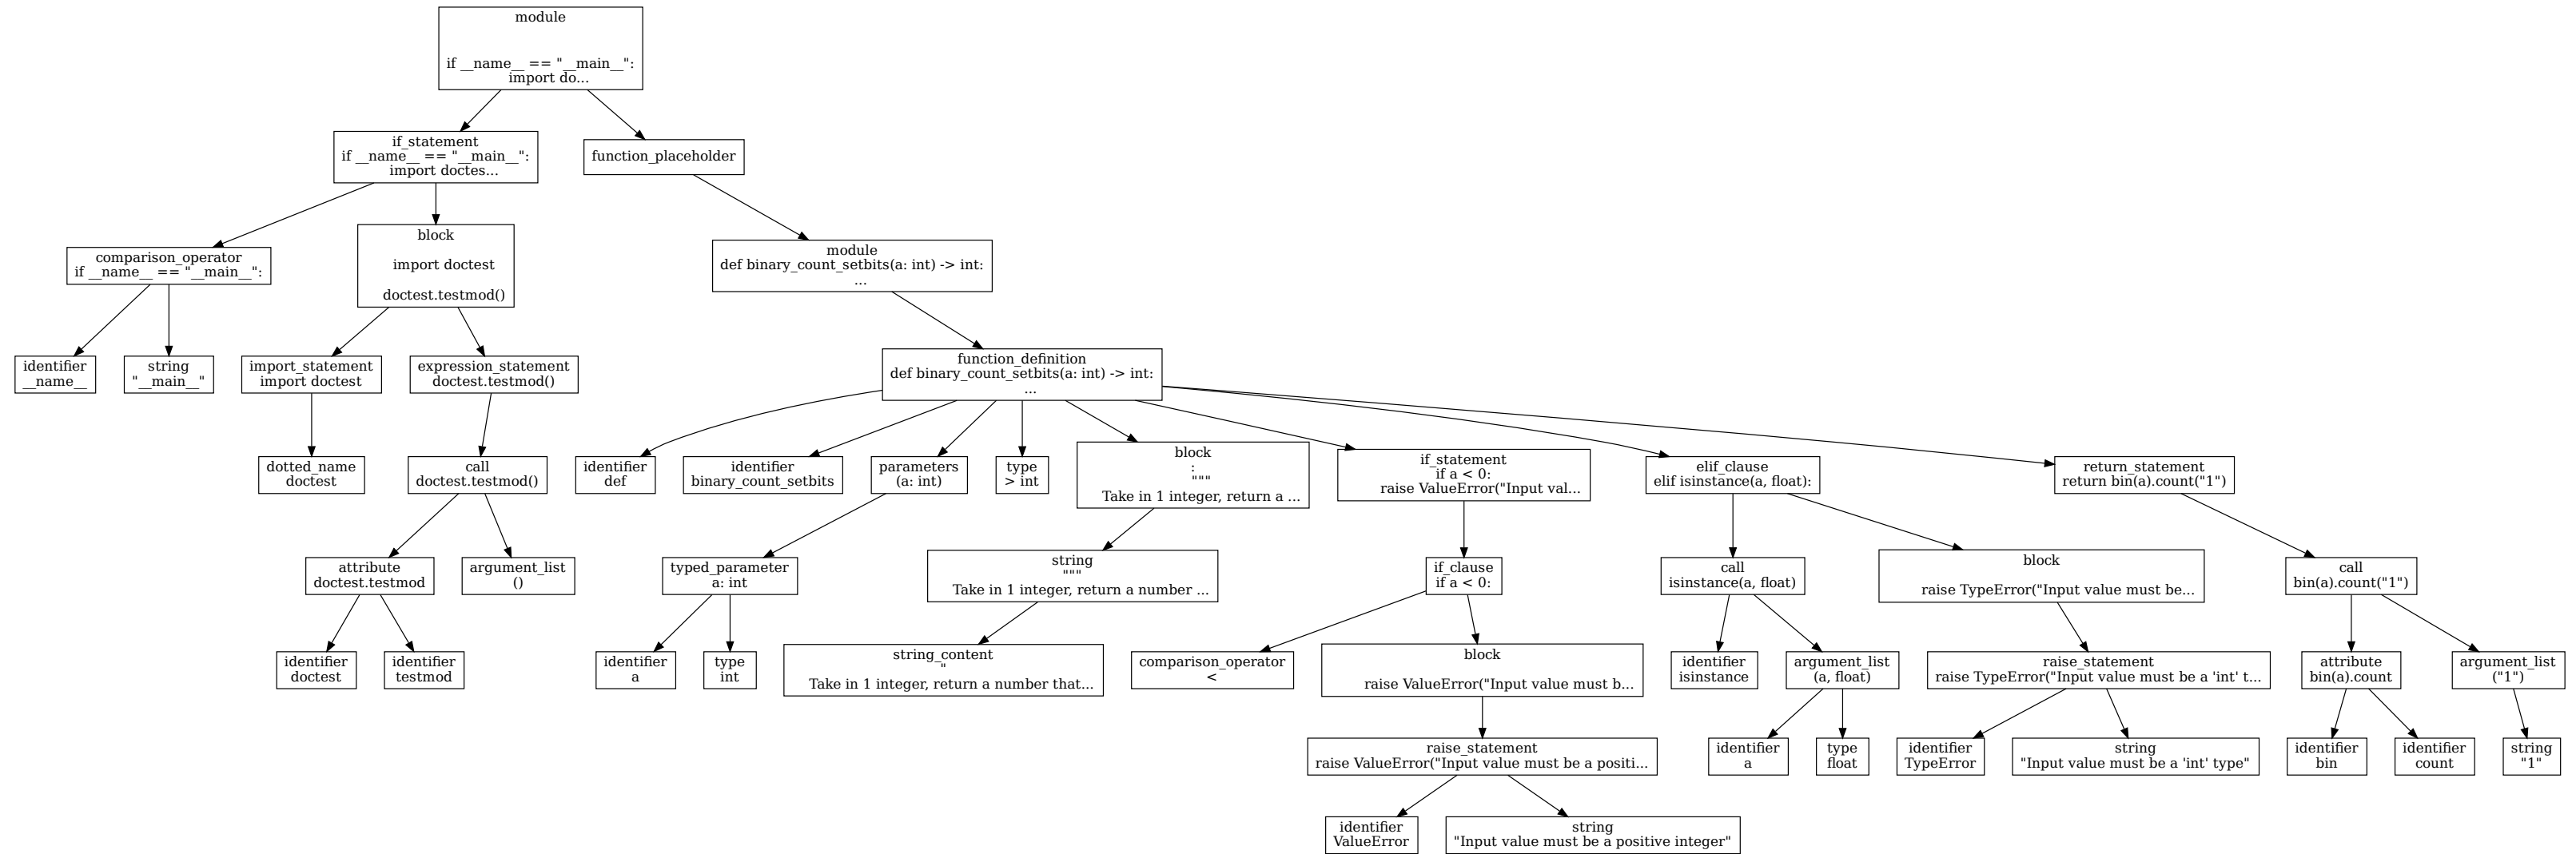 module
if __name__ == "__main__":
import do...
if_statement
if __name__ == "__main__":
import doctes...
function_placeholder
comparison_operator
if __name__ == "__main__":
block
import doctest
doctest.testmod()
module
def binary_count_setbits(a: int) -> int:
...
identifier
__name__
string
"__main__"
import_statement
import doctest
expression_statement
doctest.testmod()
function_definition
def binary_count_setbits(a: int) -> int:
...
dotted_name
doctest
call
doctest.testmod()
identifier
def
identifier
binary_count_setbits
parameters
(a: int)
type
> int
block
:
"""
Take in 1 integer, return a ...
if_statement
if a < 0:
raise ValueError("Input val...
elif_clause
elif isinstance(a, float):
return_statement
return bin(a).count("1")
attribute
doctest.testmod
argument_list
()
typed_parameter
a: int
string
"""
Take in 1 integer, return a number ...
if_clause
if a < 0:
call
isinstance(a, float)
block
raise TypeError("Input value must be...
call
bin(a).count("1")
identifier
doctest
identifier
testmod
identifier
a
type
int
string_content
"
Take in 1 integer, return a number that...
comparison_operator
<
block
raise ValueError("Input value must b...
identifier
isinstance
argument_list
(a, float)
raise_statement
raise TypeError("Input value must be a 'int' t...
attribute
bin(a).count
argument_list
("1")
raise_statement
raise ValueError("Input value must be a positi...
identifier
a
type
float
identifier
TypeError
string
"Input value must be a 'int' type"
identifier
bin
identifier
count
string
"1"
identifier
ValueError
string
"Input value must be a positive integer"